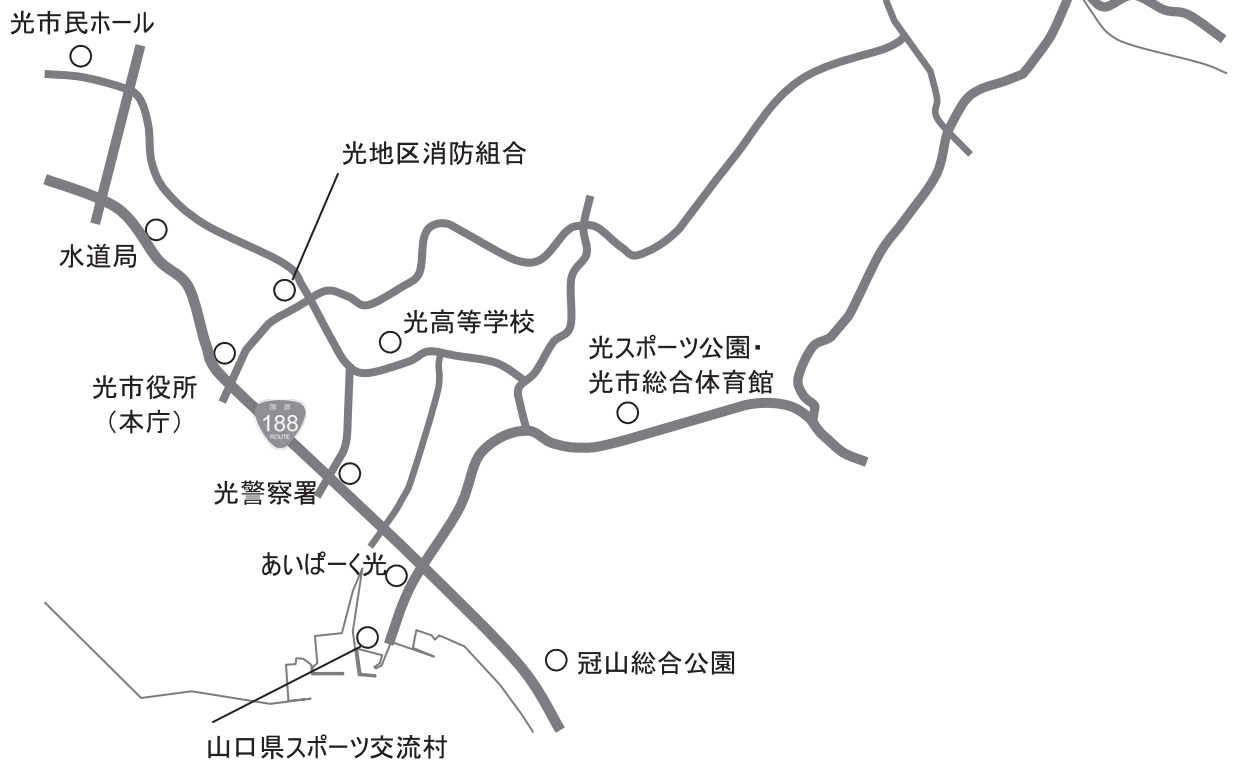 光市民ホール
光地区消防組合
水道局
光高等学校
光スポーツ公園・
光市総合体育館
光市役所
（本庁）
国道
188
ROUTE
光警察署
あいぱーく光
冠山総合公園
山口県スポーツ交流村